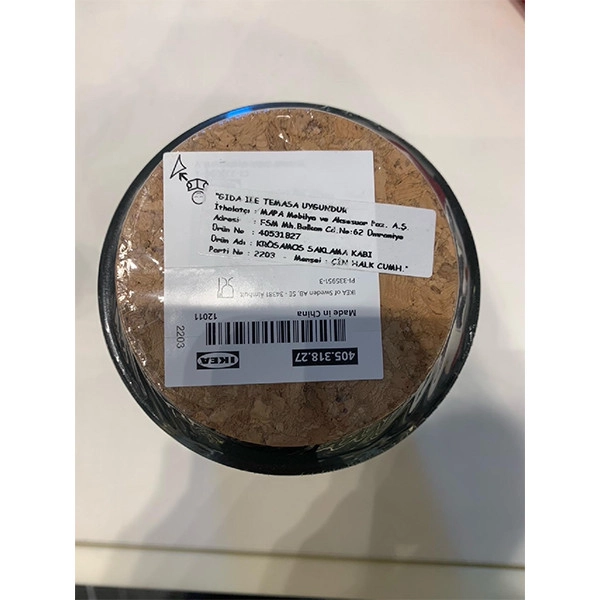 "GIDA İLE TEMASA UYGUNDUR
İthalatçı : MAPA Mobilya ve Aksesuar Paz. A.Ş.
Adresi : FSM Mh.Balkan Cd.No:62 Ümraniye
Ürün No : 40531827
Ürün Adı : KRÖSAMOS SAKLAMA KABI
Parti No : 2203 - Menşei : ÇİN HALK CUMH."
405.318.27
IKEA
2203
12011
Made in China
IKEA of Sweden AB, SE - 34381 Älmhult
PI-335951-3